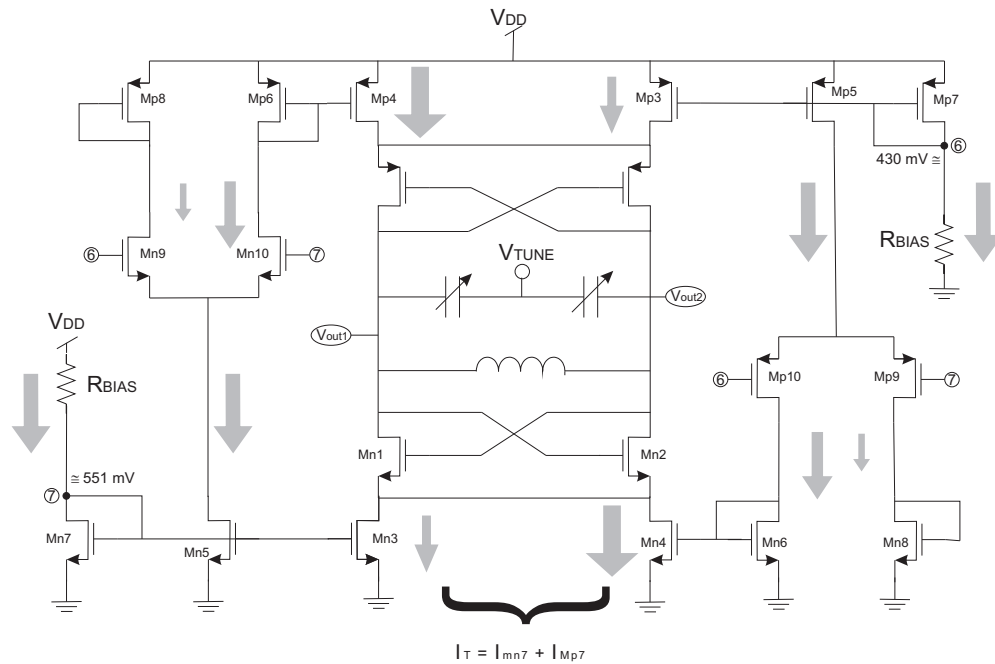 VDD
Mp8
Mp6
Mp4
Mp3
Mp5
Mp7
⑥
430 mV ≅
RBIAS
⑥
Mn9
Mn10
⑦
VTUNE
Vout1
Vout2
VDD
RBIAS
⑥
Mp10
Mp9
⑦
Mn1
Mn2
≅ 551 mV
⑦
Mn7
Mn5
Mn3
Mn4
Mn6
Mn8
IT = Imn7 + IMp7